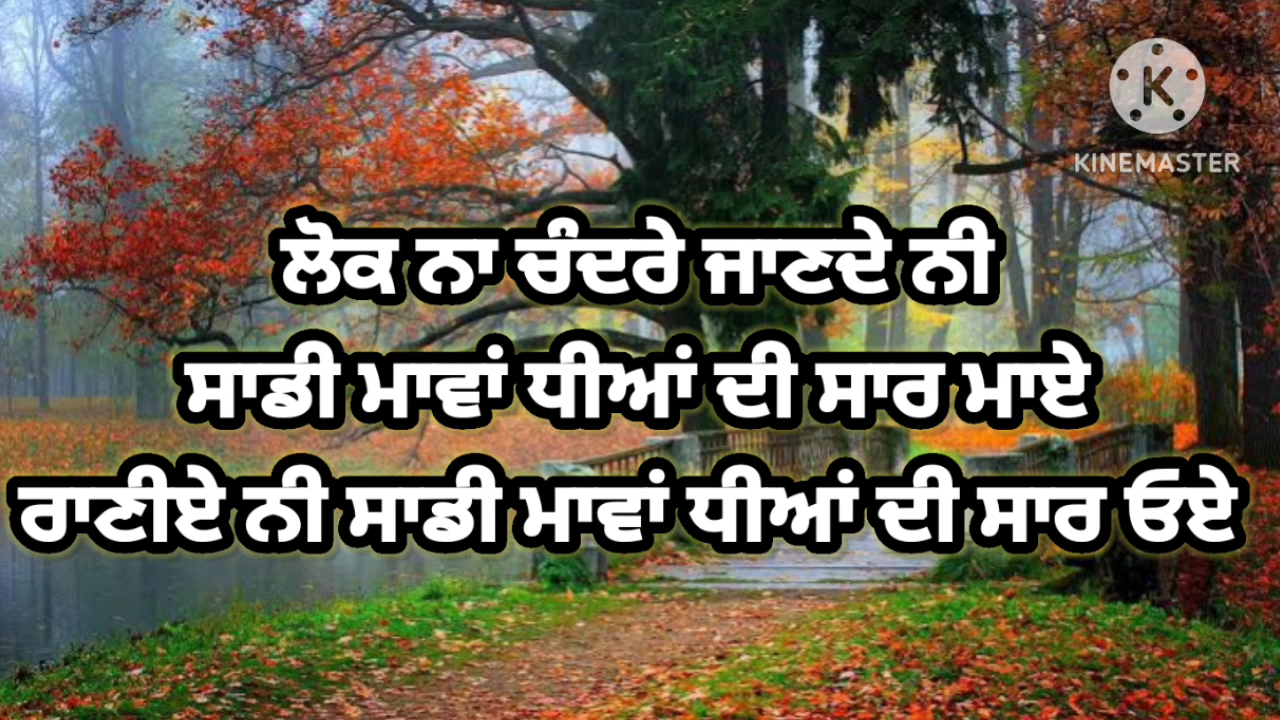 K
KINEMASTER
ਲੋਕ ਨਾ ਚੰਦਰੇ ਜਾਣਦੇ ਨੀ
ਸਾਡੀ ਮਾਵਾਂ ਧੀਆਂ ਦੀ ਸਾਰ ਮਾਏ
ਰਾਣੀਏ ਨੀ ਸਾਡੀ ਮਾਵਾਂ ਧੀਆਂ ਦੀ ਸਾਰ ਓਏ